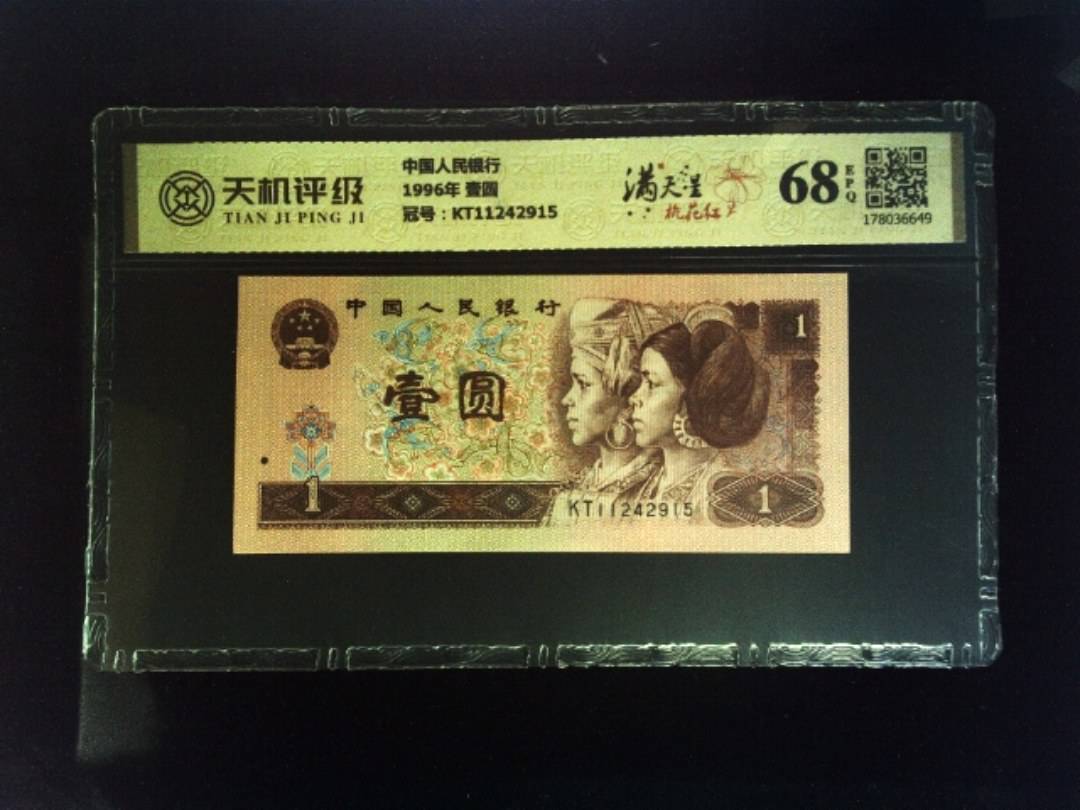 天机评级
TIAN JI PING JI
中国人民银行
1996年 壹圆
冠号：KT11242915
满天星
桃花红
68
EPQ
178036649
中国人民银行
壹圆
1
1
KT11242915
1